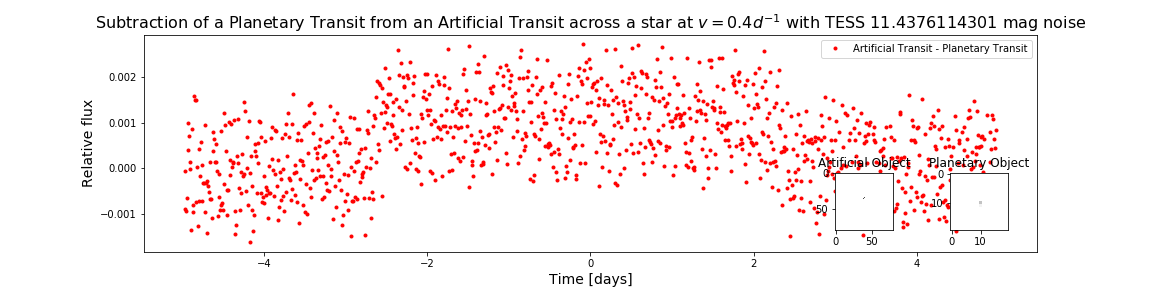 Subtraction of a Planetary Transit from an Artificial Transit across a star at v = 0.4d⁻¹ with TESS 11.4376114301 mag noise
Artificial Transit - Planetary Transit
Relative flux
0.002
0.001
0.000
−0.001
Artificial Object
0
50
0
50
Planetary Object
0
10
0
10
−4
−2
0
2
4
Time [days]